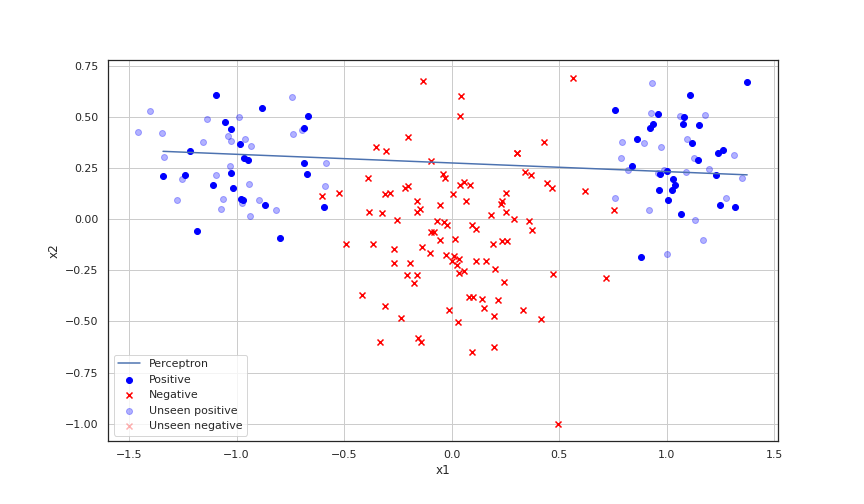 0.75
0.50
0.25
0.00
−0.25
−0.50
−0.75
−1.00
x2
Perceptron
Positive
Negative
Unseen positive
Unseen negative
−1.5
−1.0
−0.5
0.0
0.5
1.0
1.5
x1